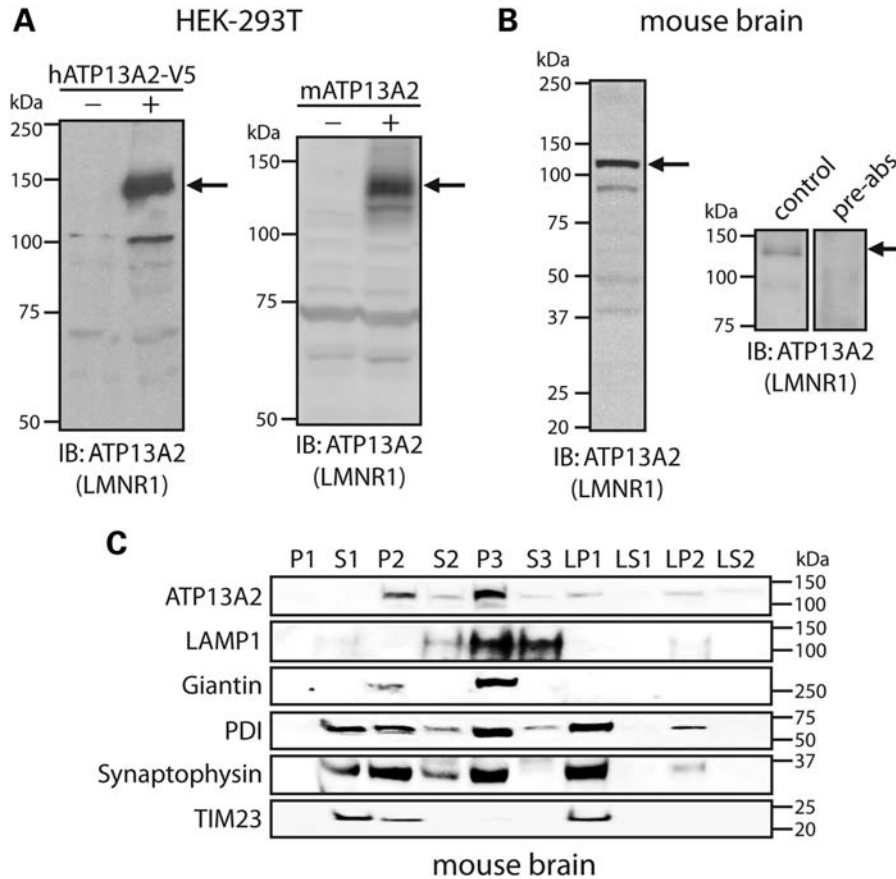 A
HEK-293T
hATP13A2-V5
kDa − +
250
150
100
75
50
IB: ATP13A2
(LMNR1)
mATP13A2
kDa − +
150
100
75
50
IB: ATP13A2
(LMNR1)
B
mouse brain
kDa
250
150
100
75
50
37
25
20
IB: ATP13A2
(LMNR1)
control pre-abs
kDa
150
100
75
IB: ATP13A2
(LMNR1)
C
P1 S1 P2 S2 P3 S3 LP1 LS1 LP2 LS2 kDa
ATP13A2 150
100
LAMP1 150
100
Giantin 250
PDI 75
50
Synaptophysin 37
TIM23 25
20
mouse brain